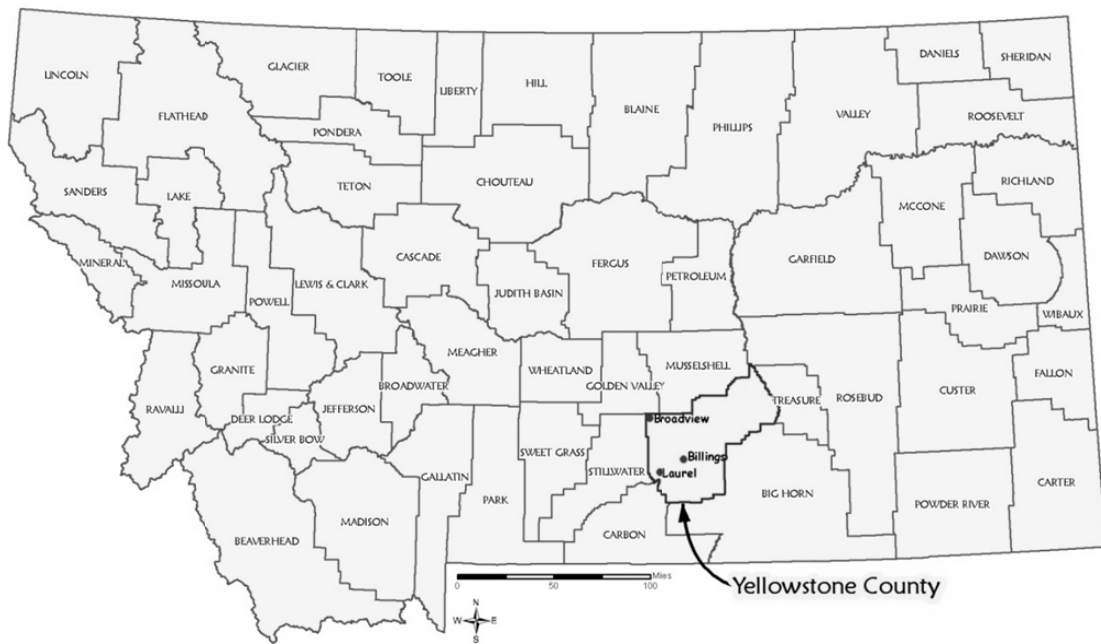 LINCOLN
FLATHEAD
GLACIER
TOOLE
LIBERTY
HILL
BLAINE
PHILLIPS
VALLEY
DANIELS
SHERIDAN
ROOSEVELT
PONDERA
TETON
CHOUTEAU
SANDERS
LAKE
RICHLAND
MCCONE
DAWSON
MINERAL
MISSOULA
POWELL
LEWIS & CLARK
CASCADE
JUDITH BASIN
FERGUS
PETROLEUM
GARFIELD
PRAIRIE
WIBAUX
GRANITE
RAVALLI
DEER LODGE
SILVER BOW
JEFFERSON
BROADWATER
MEAGHER
WHEATLAND
GOLDEN VALLEY
MUSSELSHELL
TREASURE
ROSEBUD
CUSTER
FALLON
Broadview
Billings
Laurel
GALLATIN
PARK
SWEET GRASS
STILLWATER
BIG HORN
POWDER RIVER
CARTER
MADISON
BEAVERHEAD
CARBON
Miles
0 50 100
Yellowstone County
N
W E
S